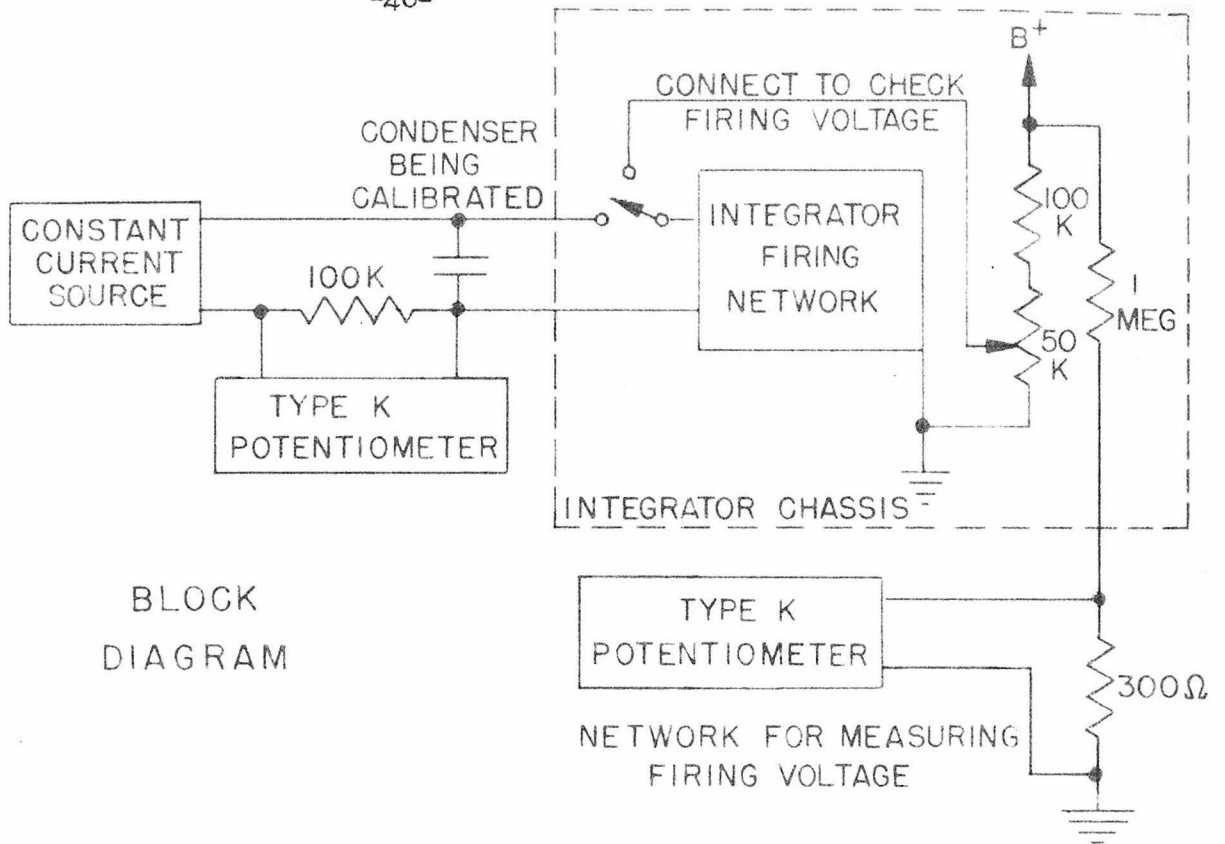 -46-
B+
CONNECT TO CHECK
FIRING VOLTAGE
CONDENSER
BEING
CALIBRATED
CONSTANT
CURRENT
SOURCE
100K
INTEGRATOR
FIRING
NETWORK
100
K
50
K
1
MEG
TYPE K
POTENTIOMETER
INTEGRATOR CHASSIS
BLOCK
DIAGRAM
TYPE K
POTENTIOMETER
300Ω
NETWORK FOR MEASURING
FIRING VOLTAGE